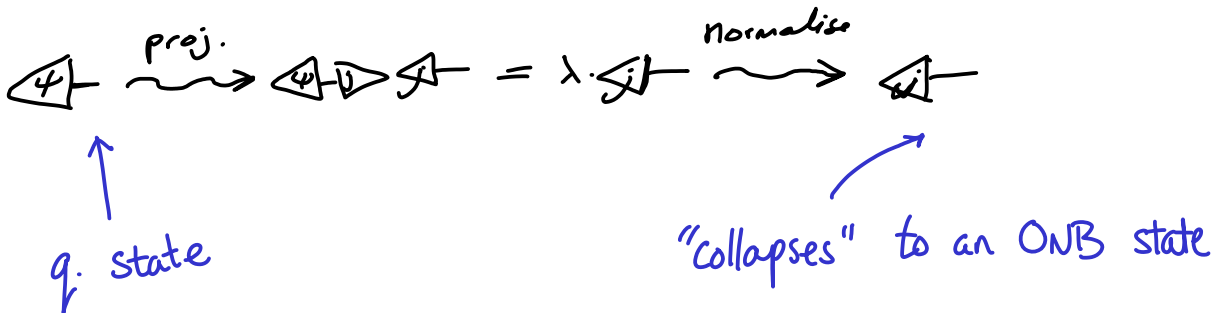 proj. normalise
ψ ψ j j = λ. j j
q. state
"collapses" to an ONB state